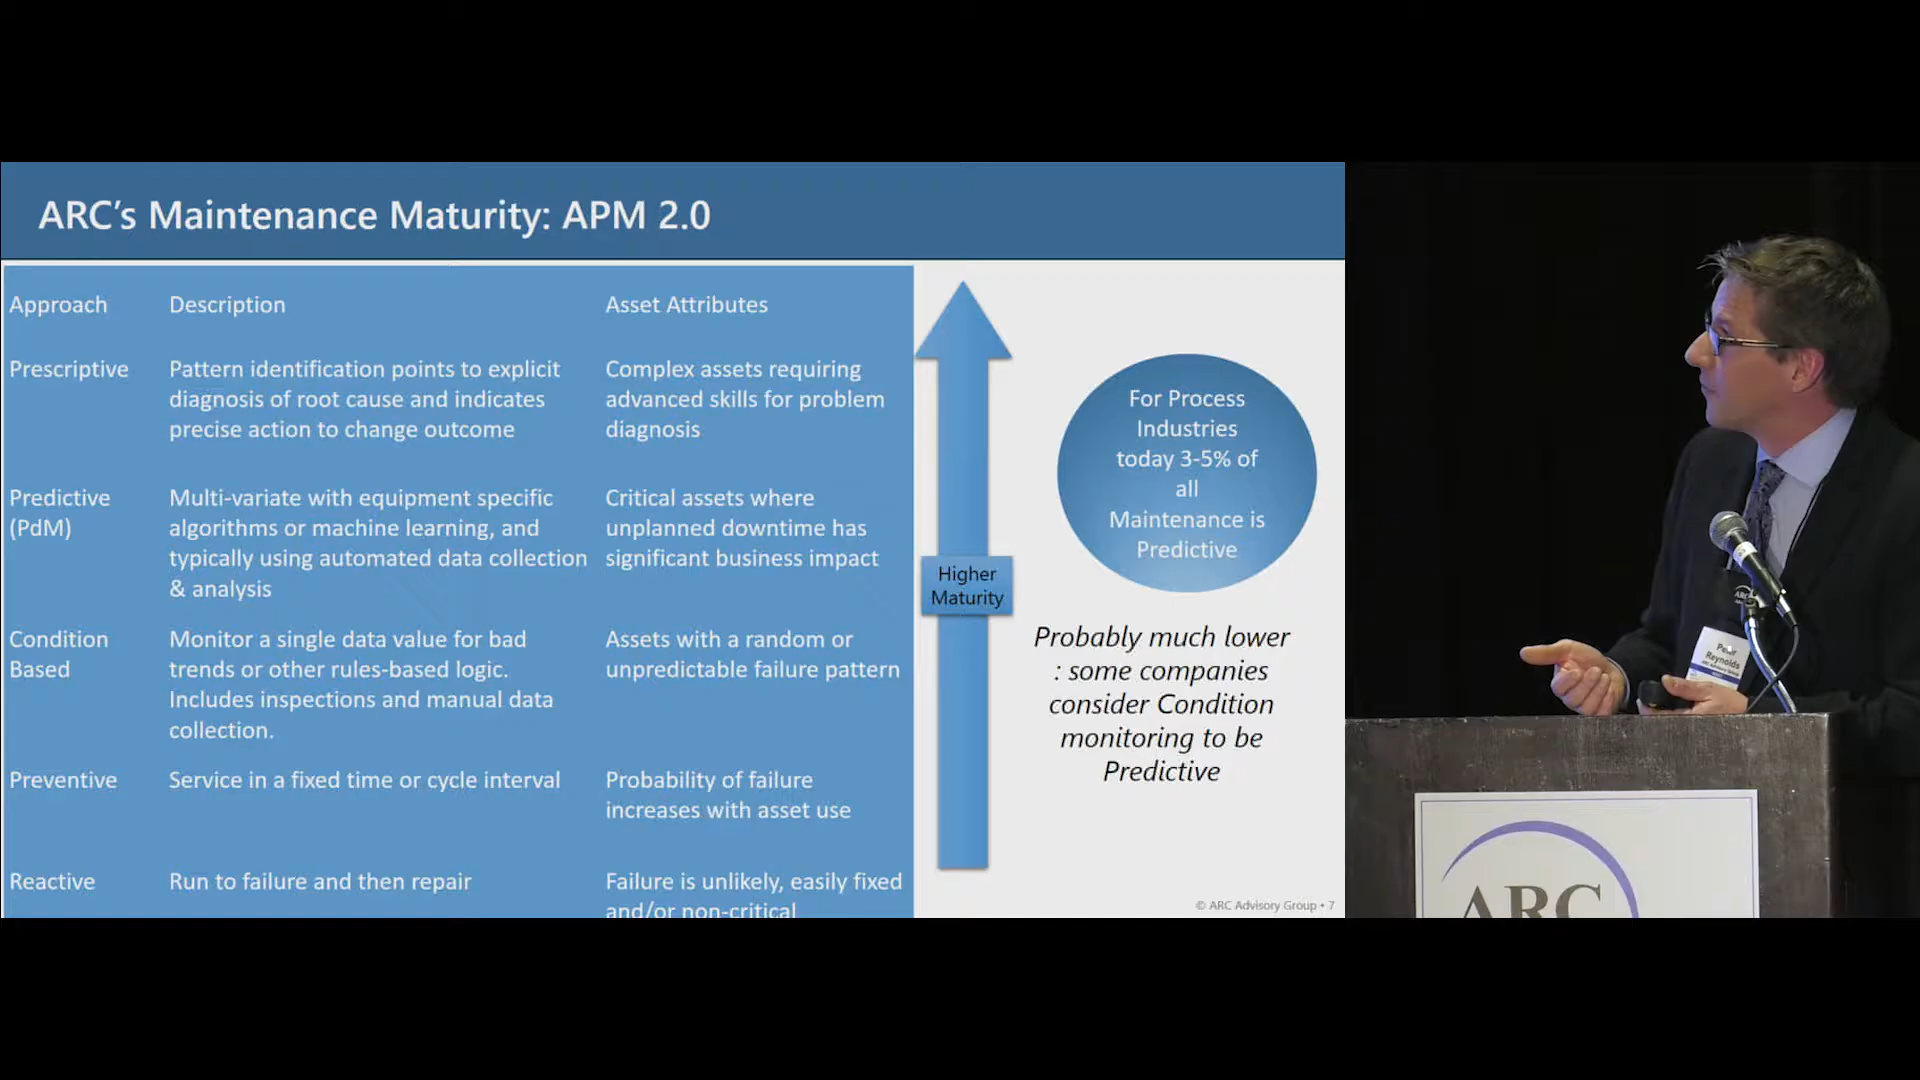 ARC's Maintenance Maturity: APM 2.0
Approach Description Asset Attributes
Prescriptive Pattern identification points to explicit Complex assets requiring
diagnosis of root cause and indicates advanced skills for problem
precise action to change outcome diagnosis
Predictive Multi-variate with equipment specific Critical assets where
(PdM) algorithms or machine learning, and unplanned downtime has
typically using automated data collection significant business impact
& analysis
Condition Monitor a single data value for bad Assets with a random or
Based trends or other rules-based logic. unpredictable failure pattern
Includes inspections and manual data
collection.
Preventive Service in a fixed time or cycle interval Probability of failure
increases with asset use
Reactive Run to failure and then repair Failure is unlikely, easily fixed
and/or non-critical
Higher
Maturity
For Process
Industries
today 3-5% of
all
Maintenance is
Predictive
Probably much lower
: some companies
consider Condition
monitoring to be
Predictive
© ARC Advisory Group • 7
Peter
Reynolds
ARC Advisory Group
ARC
ARC